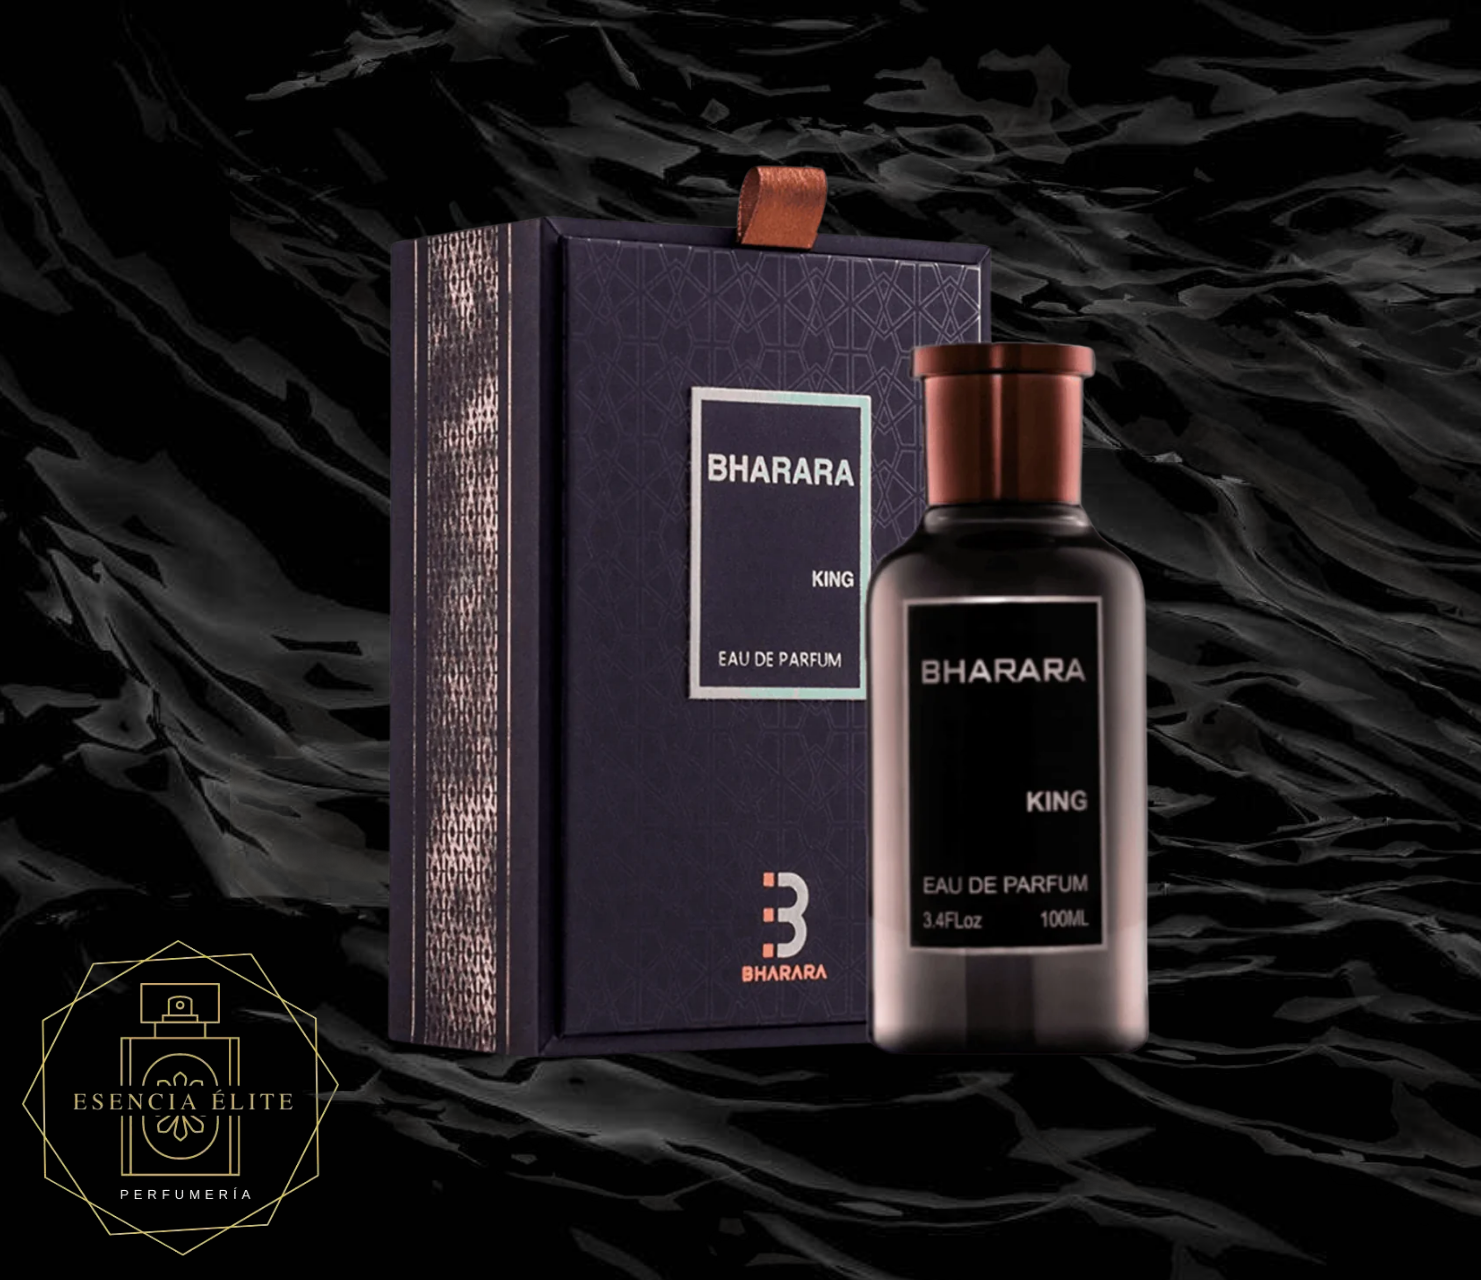 BHARARA
KING
EAU DE PARFUM
BHARARA
BHARARA
KING
EAU DE PARFUM
3.4FLoz 100ML
ESENCIA ÉLITE
PERFUMERÍA